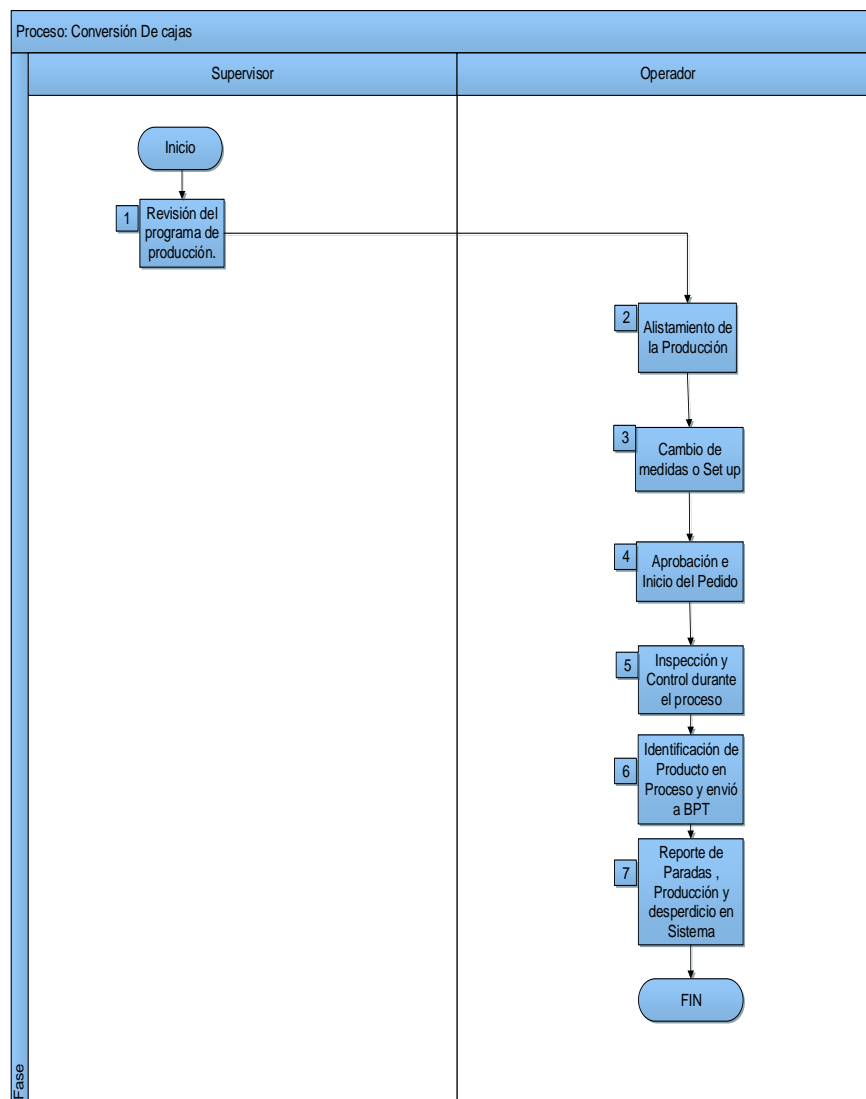 Proceso: Conversión De cajas
Supervisor
Operador
Inicio
1
Revisión del
programa de
producción.
2
Alistamiento de
la Producción
3
Cambio de
medidas o Set up
4
Aprobación e
Inicio del Pedido
5
Inspección y
Control durante
el proceso
6
Identificación de
Producto en
Proceso y envió
a BPT
7
Reporte de
Paradas ,
Producción y
desperdicio en
Sistema
FIN
Fase